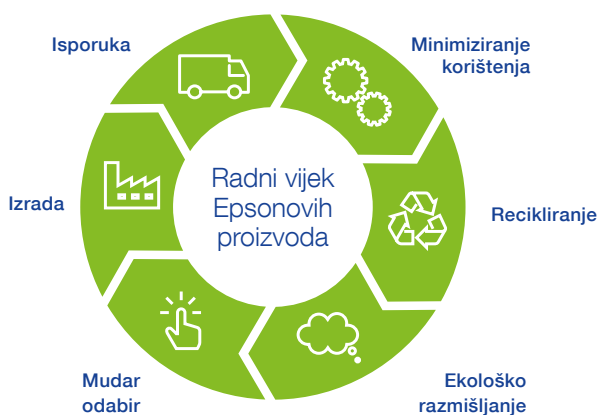 Isporuka
Minimiziranje
korištenja
Izrada
Radni vijek
Epsonovih
proizvoda
Recikliranje
Mudar
odabir
Ekološko
razmišljanje